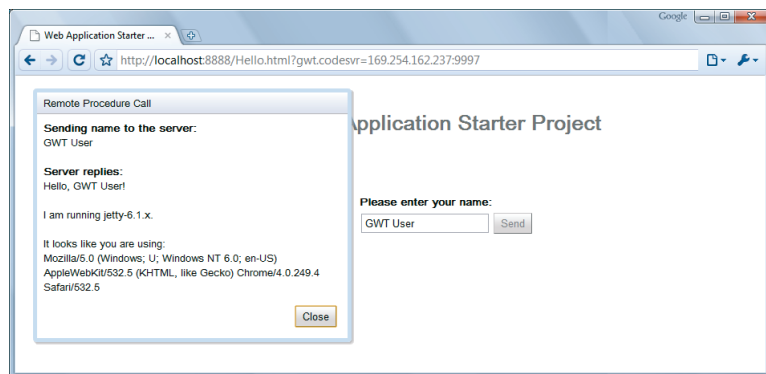 Google
Web Application Starter ...
http://localhost:8888/Hello.html?gwt.codesvr=169.254.162.237:9997
Remote Procedure Call
Sending name to the server:
GWT User
Server replies:
Hello, GWT User!
I am running jetty-6.1.x.
It looks like you are using:
Mozilla/5.0 (Windows; U; Windows NT 6.0; en-US)
AppleWebKit/532.5 (KHTML, like Gecko) Chrome/4.0.249.4
Safari/532.5
Close
Application Starter Project
Please enter your name:
GWT User
Send